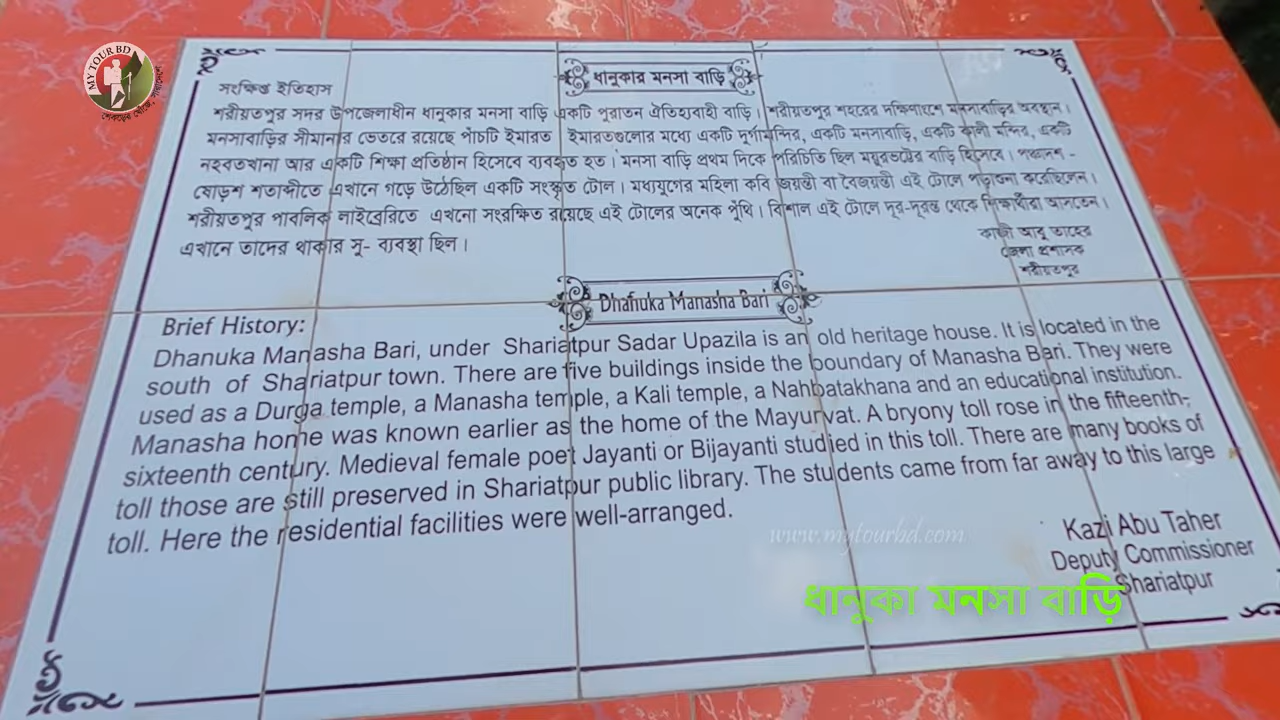 MY TOUR BD
ধানুকার মনসা বাড়ি
সংক্ষিপ্ত ইতিহাস
শরীয়তপুর সদর উপজেলাধীন ধানুকার মনসা বাড়ি একটি পুরাতন ঐতিহ্যবাহী বাড়ি। শরীয়তপুর শহরের দক্ষিণাংশে মনসাবাড়ির অবস্থান।
মনসাবাড়ির সীমানার ভেতরে রয়েছে পাঁচটি ইমারত ইমারতগুলোর মধ্যে একটি দুর্গামন্দির, একটি মনসাবাড়ি, একটি কালী মন্দির, একটি
নহবতখানা আর একটি শিক্ষা প্রতিষ্ঠান হিসেবে ব্যবহৃত হত। মনসা বাড়ি প্রথম দিকে পরিচিতি ছিল ময়ূরভট্টের বাড়ি হিসেবে। পঞ্চদশ -
ষোড়শ শতাব্দীতে এখানে গড়ে উঠেছিল একটি সংস্কৃত টোল। মধ্যযুগের মহিলা কবি জয়ন্তী বা বৈজয়ন্তী এই টোলে পড়াশুনা করেছিলেন।
শরীয়তপুর পাবলিক লাইব্রেরিতে এখনো সংরক্ষিত রয়েছে এই টোলের অনেক পুঁথি। বিশাল এই টোলে দূর-দূরান্ত থেকে শিক্ষার্থীরা আসতেন।
এখানে তাদের থাকার সু- ব্যবস্থা ছিল।
কাজী আবু তাহের
জেলা প্রশাসক
শরীয়তপুর
Dhanuka Manasha Bari
Brief History:
Dhanuka Manasha Bari, under Shariatpur Sadar Upazila is an old heritage house. It is located in the
south of Shariatpur town. There are five buildings inside the boundary of Manasha Bari. They were
used as a Durga temple, a Manasha temple, a Kali temple, a Nahbatakhana and an educational institution.
Manasha home was known earlier as the home of the Mayurvat. A bryony toll rose in the fifteenth-
sixteenth century. Medieval female poet Jayanti or Bijayanti studied in this toll. There are many books of
toll those are still preserved in Shariatpur public library. The students came from far away to this large
toll. Here the residential facilities were well-arranged.
Kazi Abu Taher
Deputy Commissioner
Shariatpur
www.mytourbd.com
ধানুকা মনসা বাড়ি